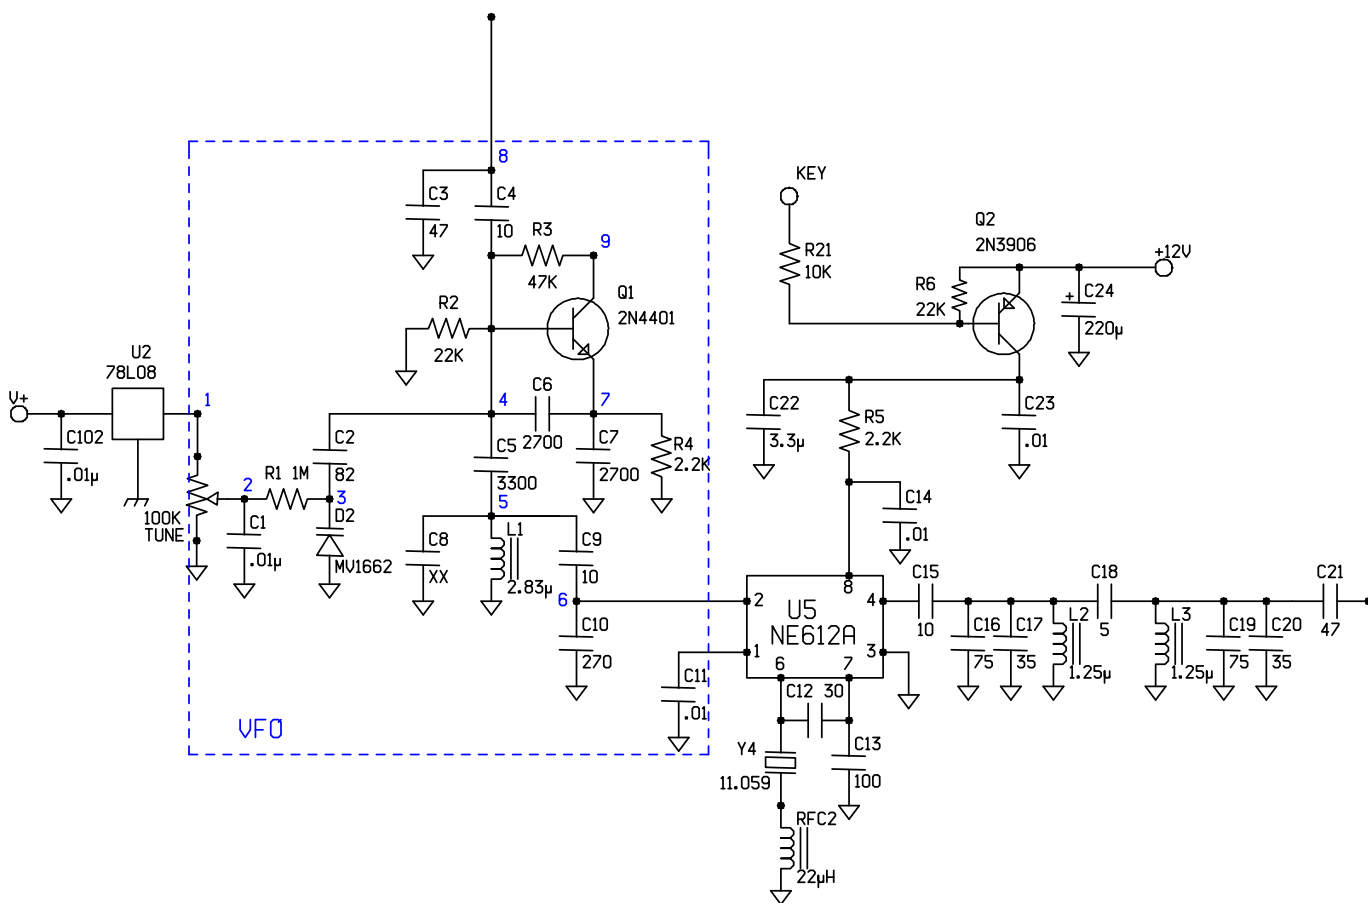 8
C3
47
C4
10
R3
47K
9
Q1
2N4401
R2
22K
KEY
R21
10K
Q2
2N3906
+12V
R6
22K
+
C24
220µ
U2
78L08
V+
1
C102
.01µ
4
C6
2700
7
C2
82
C5
3300
C7
2700
R4
2.2K
C22
3.3µ
R5
2.2K
C23
.01
R1 1M
2
3
100K
TUNE
C1
.01µ
D2
MV1662
5
C8
XX
L1
2.83µ
C9
10
6
C10
270
C14
.01
8
2
U5
NE612A
4
1
3
6
7
C15
10
C16
75
C17
35
L2
1.25µ
C18
5
L3
1.25µ
C19
75
C20
35
C21
47
C11
.01
C12
30
C13
100
Y4
11.059
RFC2
22µH
VFO